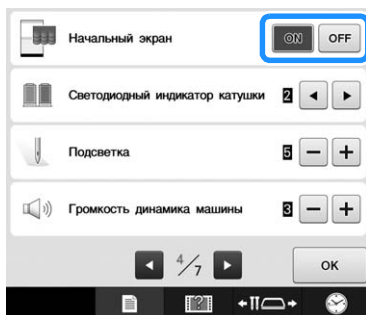 Начальный экран ON OFF
Светодиодный индикатор катушки 2
Подсветка 5 − +
Громкость динамика машины 3 − +
4/7 OK
?